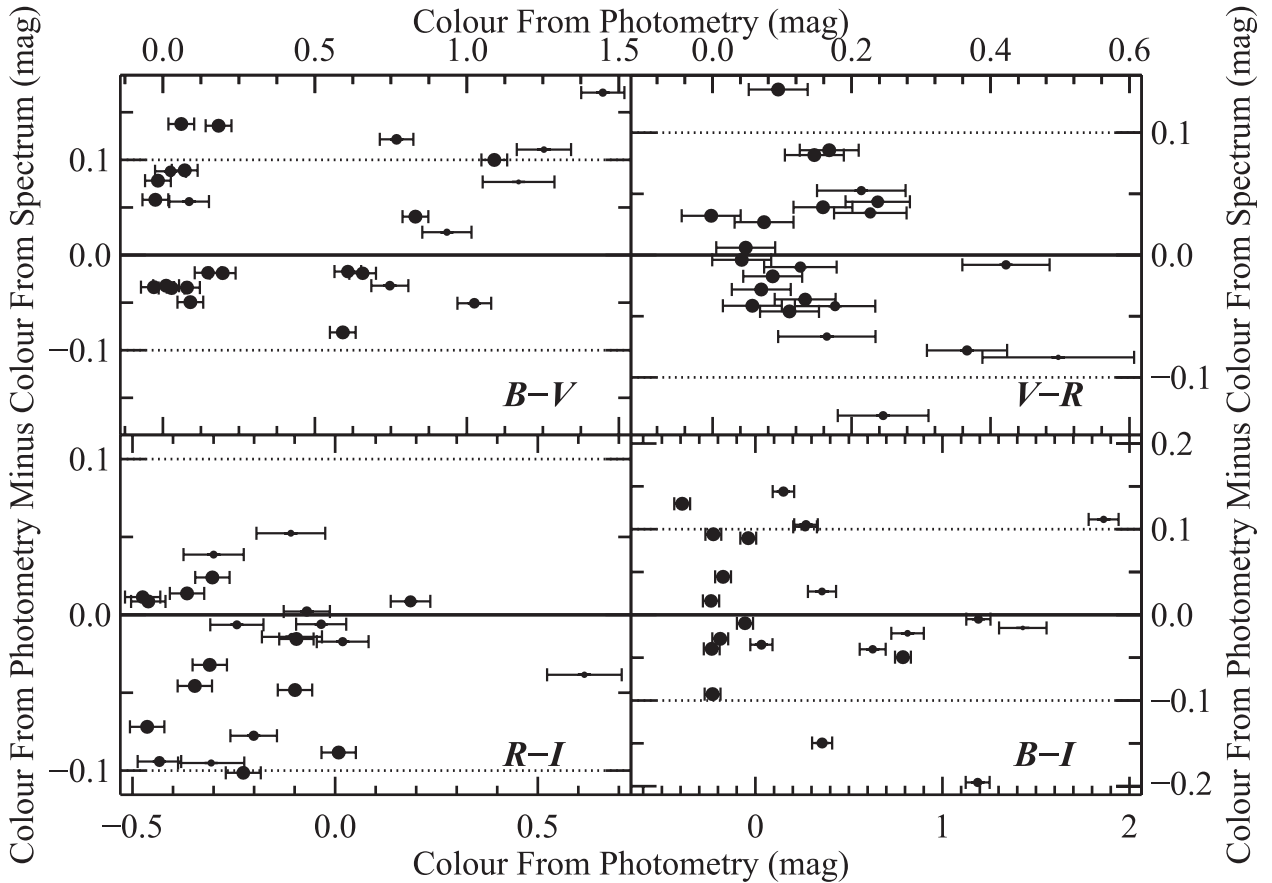 Colour From Photometry (mag)
0.0 0.5 1.0 1.5 0.0 0.2 0.4 0.6
Colour From Photometry Minus Colour From Spectrum (mag)
0.1
0.0
−0.1
B−V
0.1
0.0
−0.1
V−R
0.1
0.0
−0.1
R−I
0.2
0.1
0.0
−0.1
−0.2
B−I
Colour From Photometry Minus Colour From Spectrum (mag)
−0.5 0.0 0.5 0 1 2
Colour From Photometry (mag)